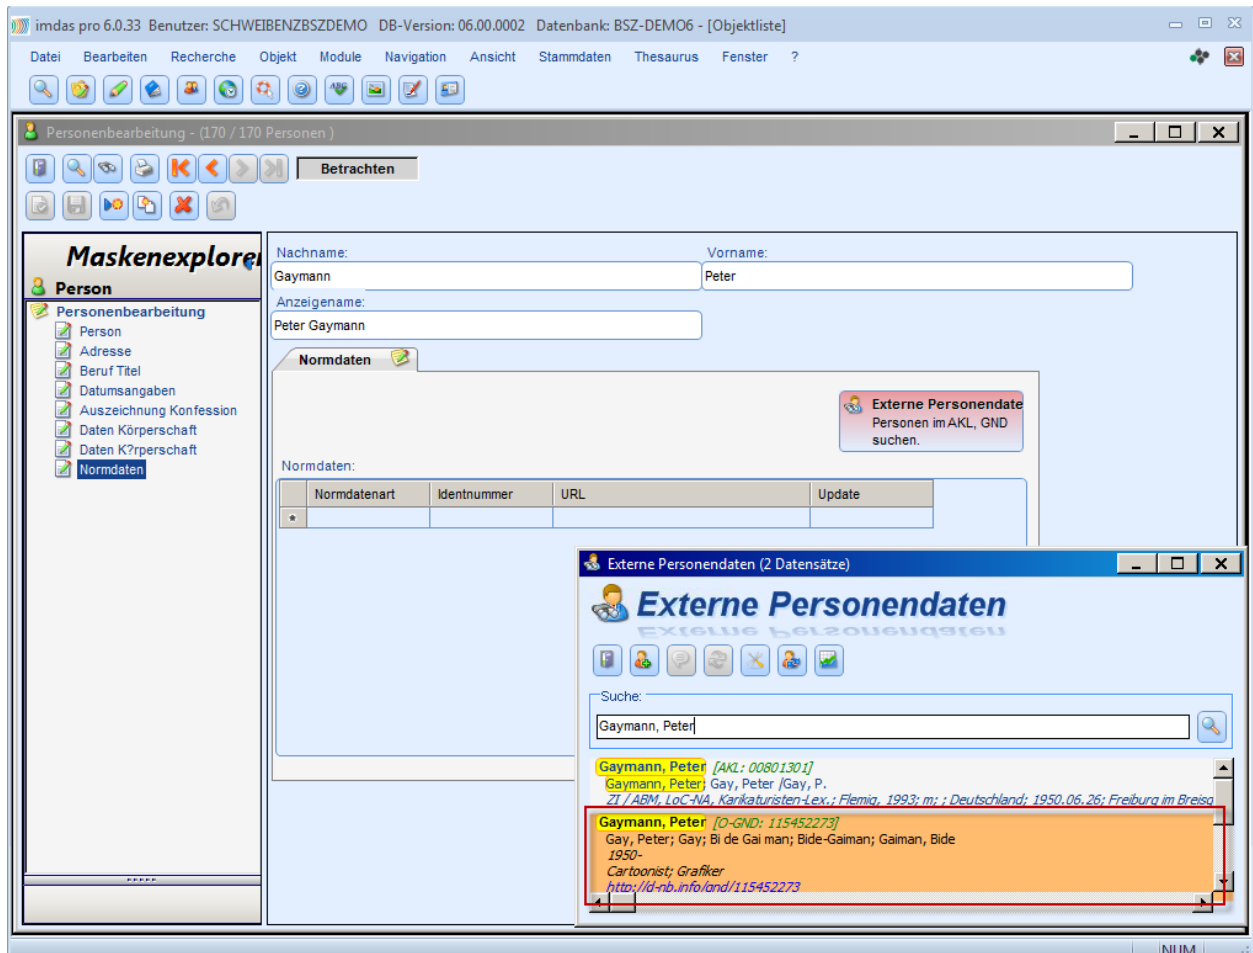 imdas pro 6.0.33 Benutzer: SCHWEIBENZBSZDEMO DB-Version: 06.00.0002 Datenbank: BSZ-DEMO6 - [Objektliste]
Datei Bearbeiten Recherche Objekt Module Navigation Ansicht Stammdaten Thesaurus Fenster ?
Personenbearbeitung - (170 / 170 Personen )
Betrachten
Maskenexplorer
Person
Personenbearbeitung
Person
Adresse
Beruf Titel
Datumsangaben
Auszeichnung Konfession
Daten Körperschaft
Daten K?rperschaft
Normdaten
Nachname: Vorname:
Gaymann Peter
Anzeigename:
Peter Gaymann
Normdaten
Externe Personendate
Personen im AKL, GND
suchen.
Normdaten:
Normdatenart Identnummer URL Update
*
Externe Personendaten (2 Datensätze)
Externe Personendaten
Suche:
Gaymann, Peter
Gaymann, Peter [AKL: 00801301]
Gaymann, Peter; Gay, Peter /Gay, P.
ZI / ABM, LoC-NA, Karikaturisten-Lex.; Flemig, 1993; m; ; Deutschland; 1950.06.26; Freiburg im Breisg
Gaymann, Peter [O-GND: 115452273]
Gay, Peter; Gay; Bi de Gai man; Bide-Gaiman; Gaiman, Bide
1950-
Cartoonist; Grafiker
http://d-nb.info/gnd/115452273
NUM